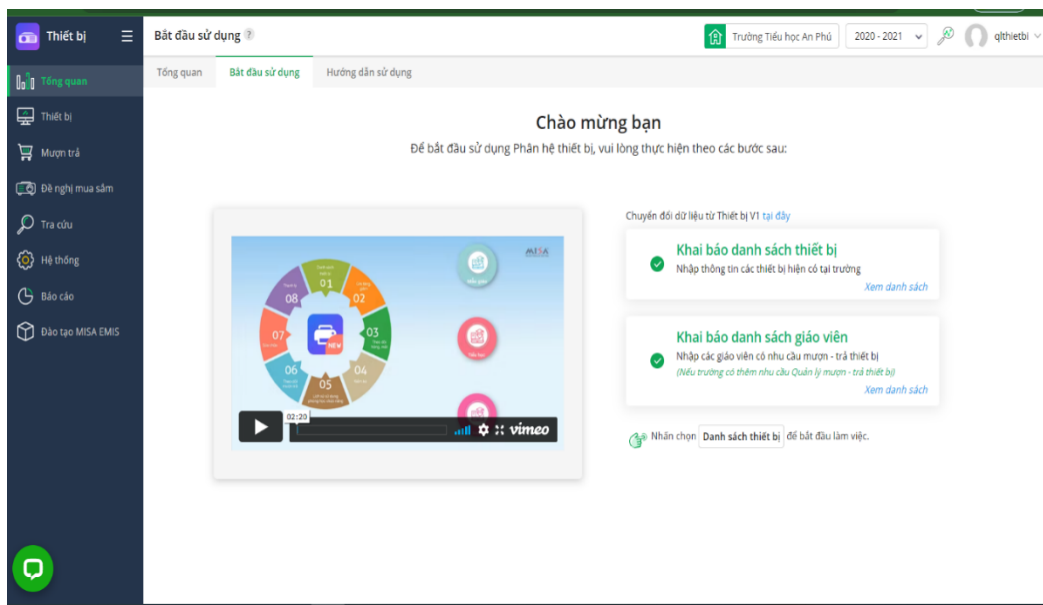 Thiết bị
Bắt đầu sử dụng ?
Trường Tiểu học An Phú
2020 - 2021
qlthietbi
Tổng quan
Bắt đầu sử dụng
Hướng dẫn sử dụng
Tổng quan
Thiết bị
Mượn trả
Đề nghị mua sắm
Tra cứu
Hệ thống
Báo cáo
Đào tạo MISA EMIS
Chào mừng bạn
Để bắt đầu sử dụng Phân hệ thiết bị, vui lòng thực hiện theo các bước sau:
MISA
01
02
03
04
05
06
07
08
NEW
02:20
vimeo
Chuyển đổi dữ liệu từ Thiết bị V1 tại đây
Khai báo danh sách thiết bị
Nhập thông tin các thiết bị hiện có tại trường
Xem danh sách
Khai báo danh sách giáo viên
Nhập các giáo viên có nhu cầu mượn - trả thiết bị
(Nếu trường có thêm nhu cầu Quản lý mượn - trả thiết bị)
Xem danh sách
Nhấn chọn Danh sách thiết bị để bắt đầu làm việc.